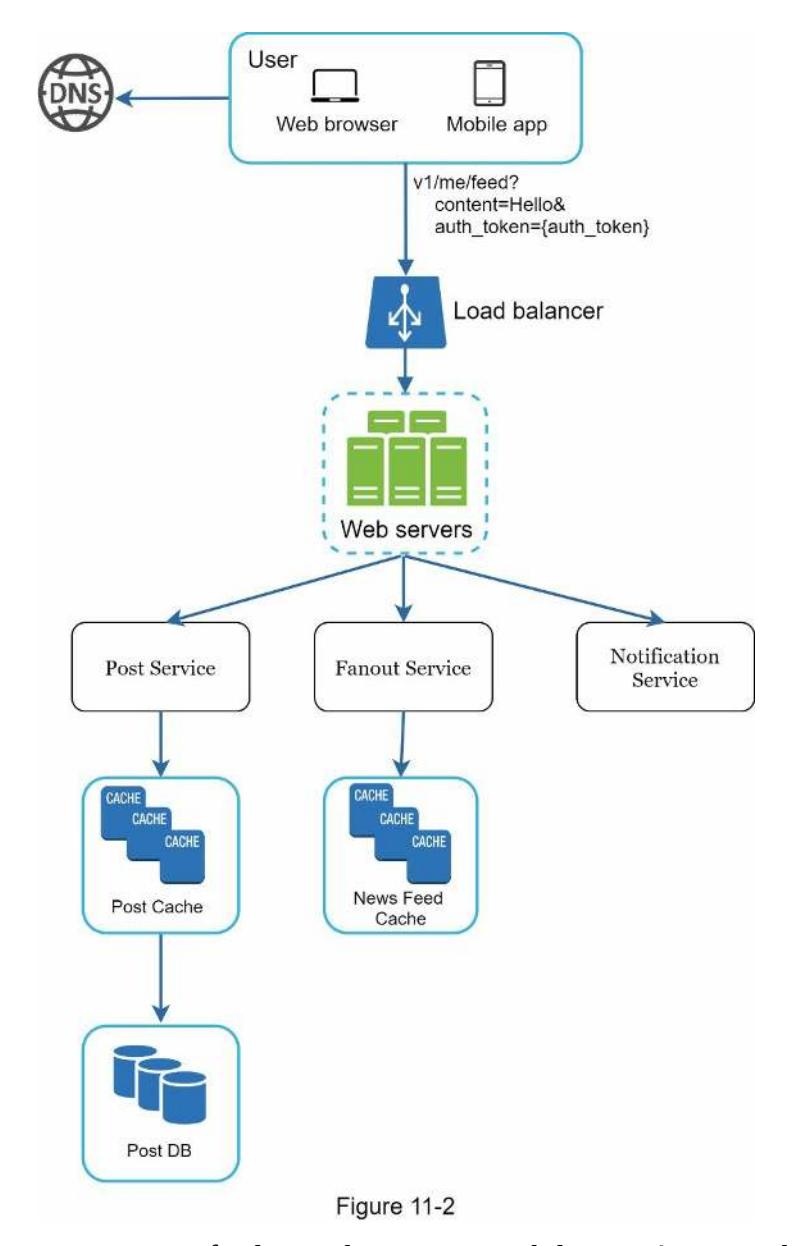 User
DNS
Web browser
Mobile app
v1/me/feed?
content=Hello&
auth_token={auth_token}
Load balancer
Web servers
Post Service
Fanout Service
Notification
Service
CACHE
CACHE
CACHE
Post Cache
CACHE
CACHE
CACHE
News Feed
Cache
Post DB
Figure 11-2